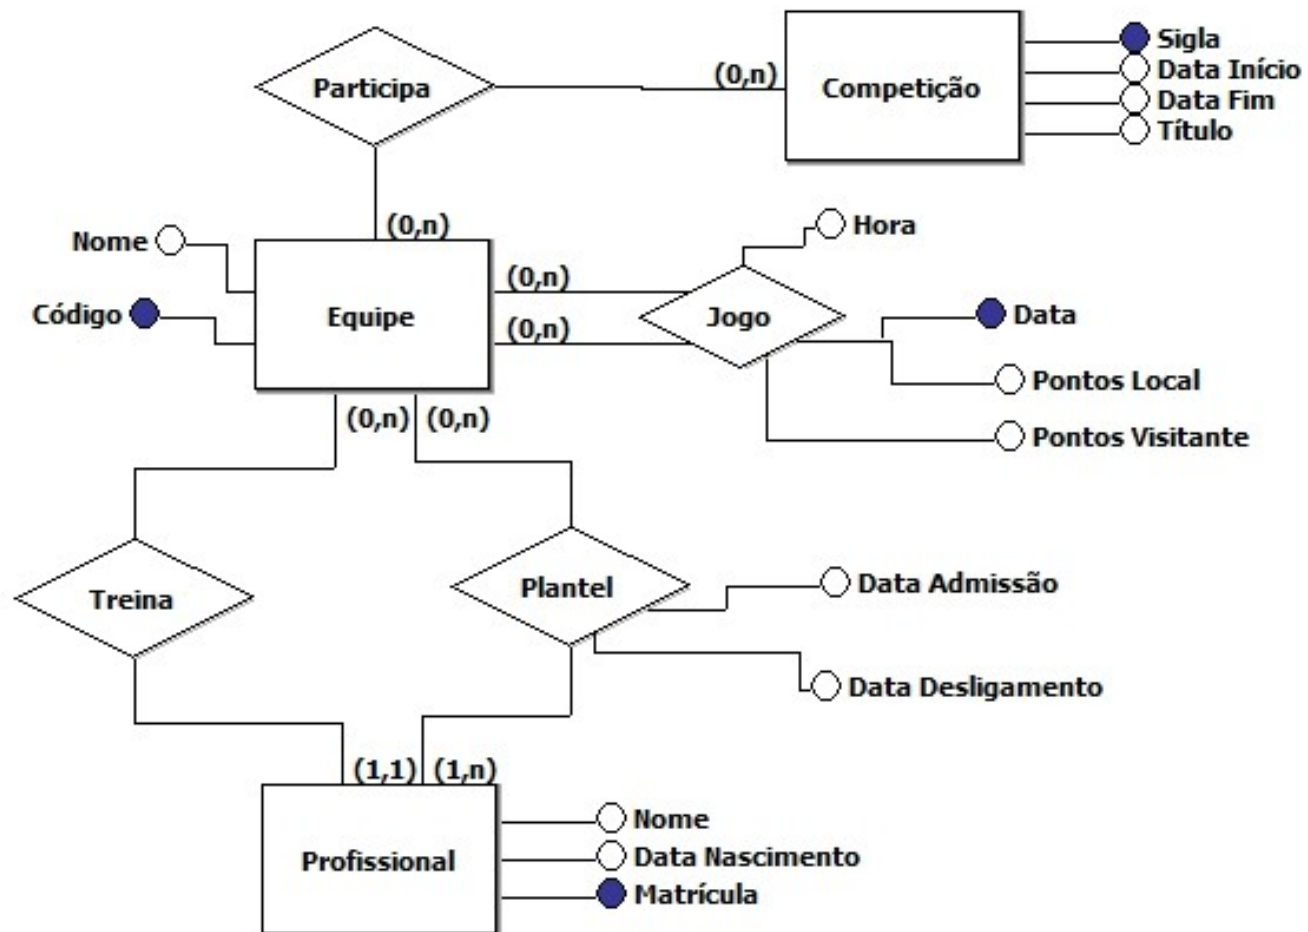 Participa
(0,n)
Competição
Sigla
Data Início
Data Fim
Título
(0,n)
Nome
Código
Equipe
(0,n)
(0,n)
Jogo
Hora
Data
Pontos Local
Pontos Visitante
(0,n)
(0,n)
Treina
Plantel
Data Admissão
Data Desligamento
(1,1)
(1,n)
Profissional
Nome
Data Nascimento
Matrícula